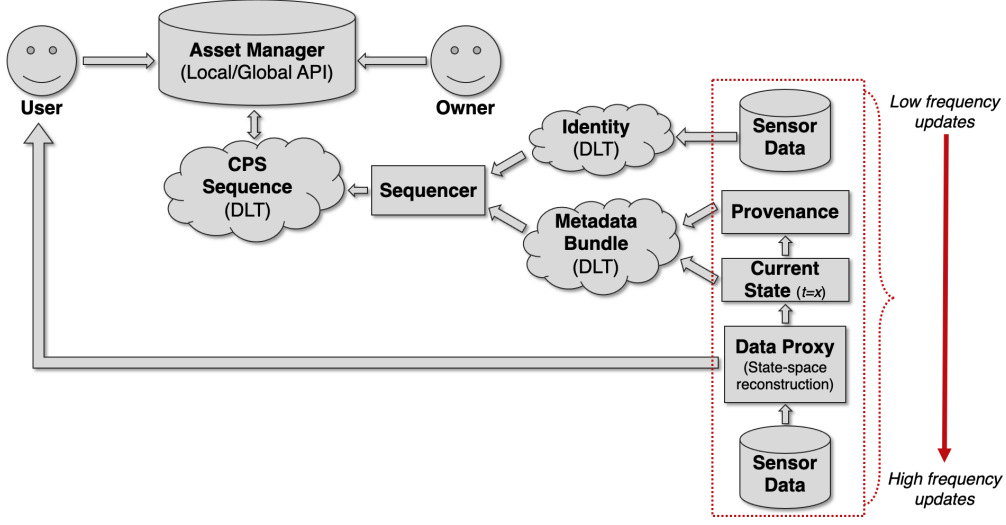 Asset Manager
(Local/Global API)
User
Owner
Low frequency
updates
Identity
(DLT)
Sensor
Data
CPS
Sequence
(DLT)
Sequencer
Metadata
Bundle
(DLT)
Provenance
Current
State (t=x)
Data Proxy
(State-space
reconstruction)
Sensor
Data
High frequency
updates